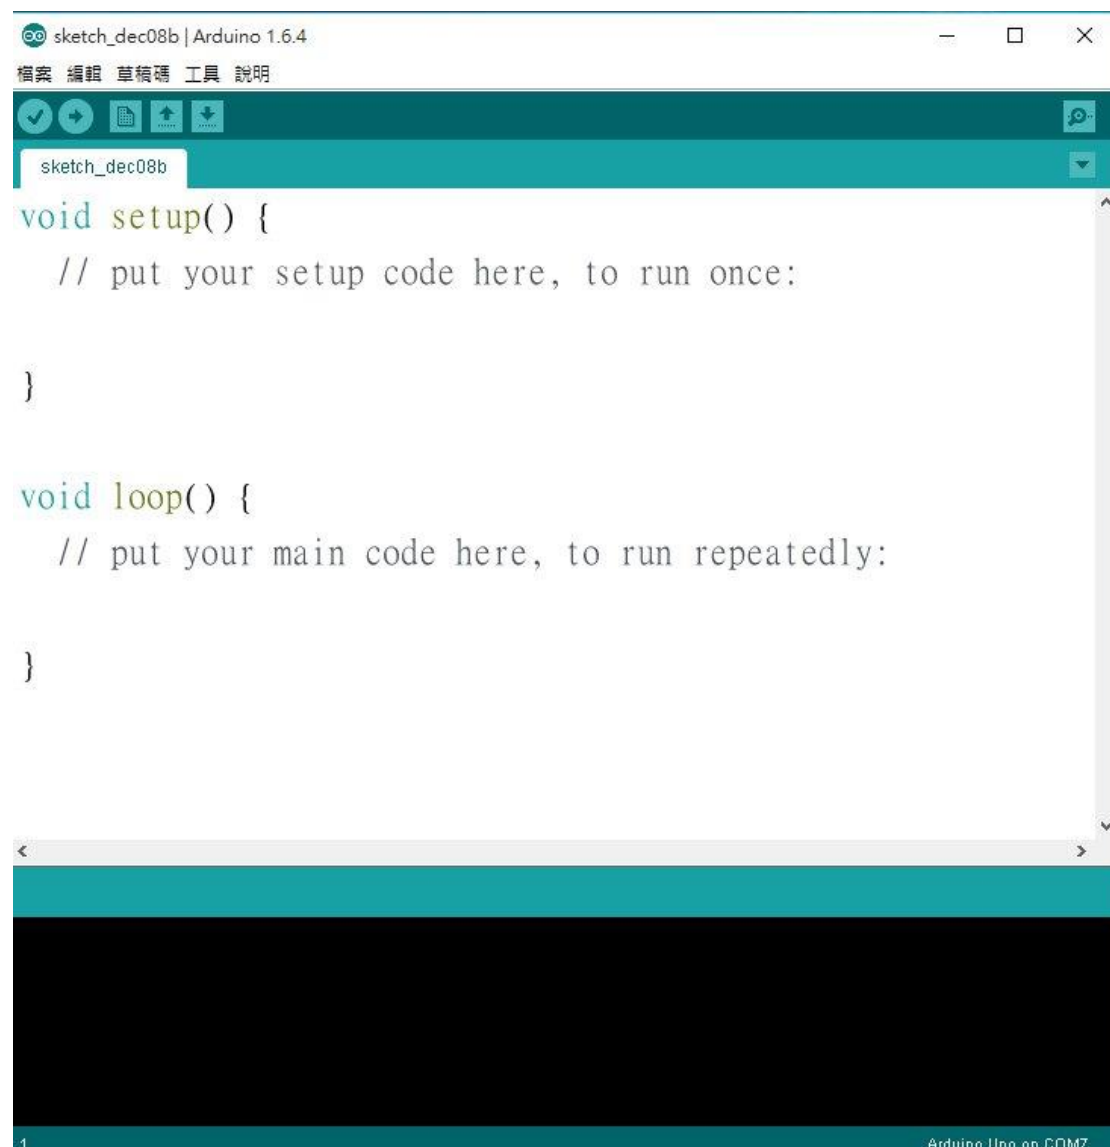 sketch_dec08b | Arduino 1.6.4
檔案 編輯 草稿碼 工具 說明
sketch_dec08b
void setup() {
  // put your setup code here, to run once:
}
void loop() {
  // put your main code here, to run repeatedly:
}
1
Arduino Uno on COM7